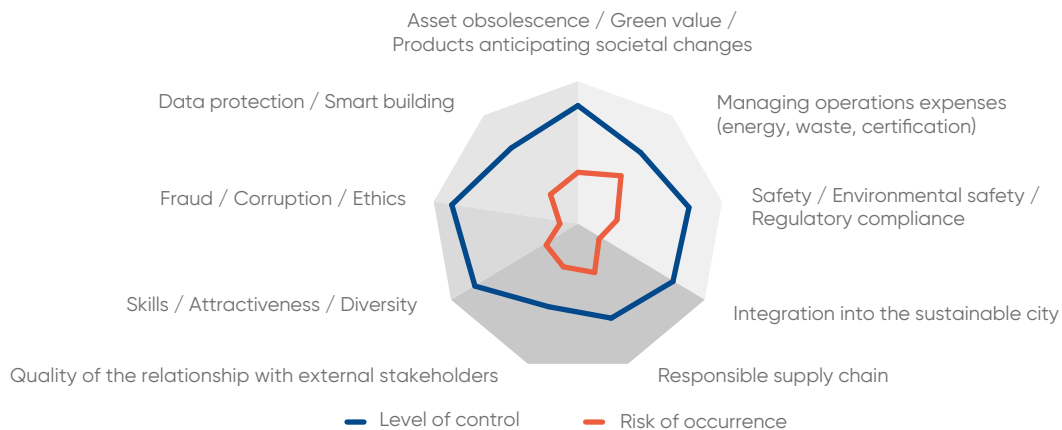 Asset obsolescence / Green value /
Products anticipating societal changes
Data protection / Smart building
Managing operations expenses
(energy, waste, certification)
Fraud / Corruption / Ethics
Safety / Environmental safety /
Regulatory compliance
Skills / Attractiveness / Diversity
Integration into the sustainable city
Quality of the relationship with external stakeholders
Responsible supply chain
Level of control
Risk of occurrence